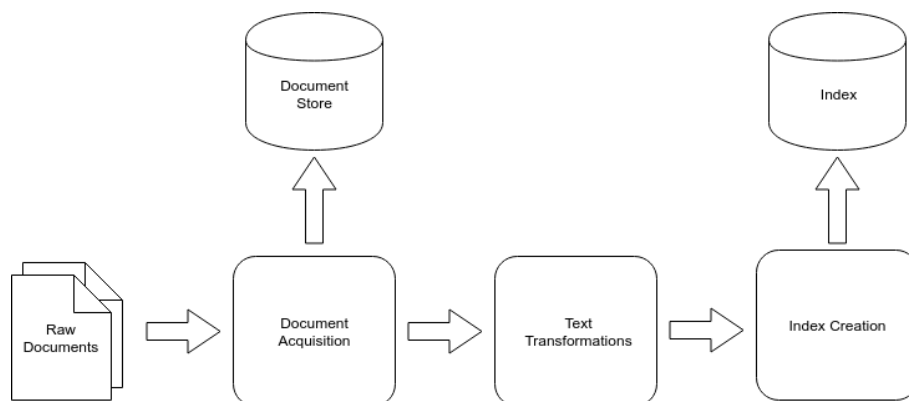 Document
Store
Index
Raw
Documents
Document
Acquisition
Text
Transformations
Index Creation